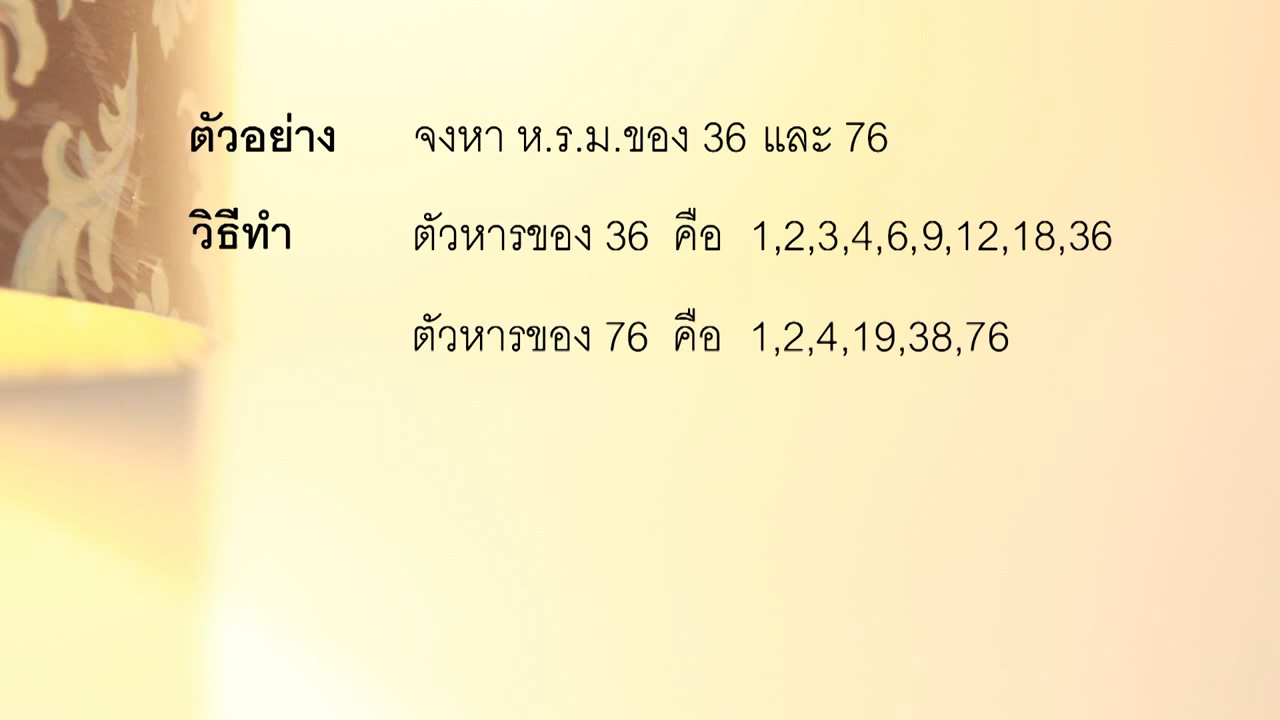 ตัวอย่าง จงหา ห.ร.ม.ของ 36 และ 76
วิธีทำ ตัวหารของ 36 คือ 1,2,3,4,6,9,12,18,36
ตัวหารของ 76 คือ 1,2,4,19,38,76